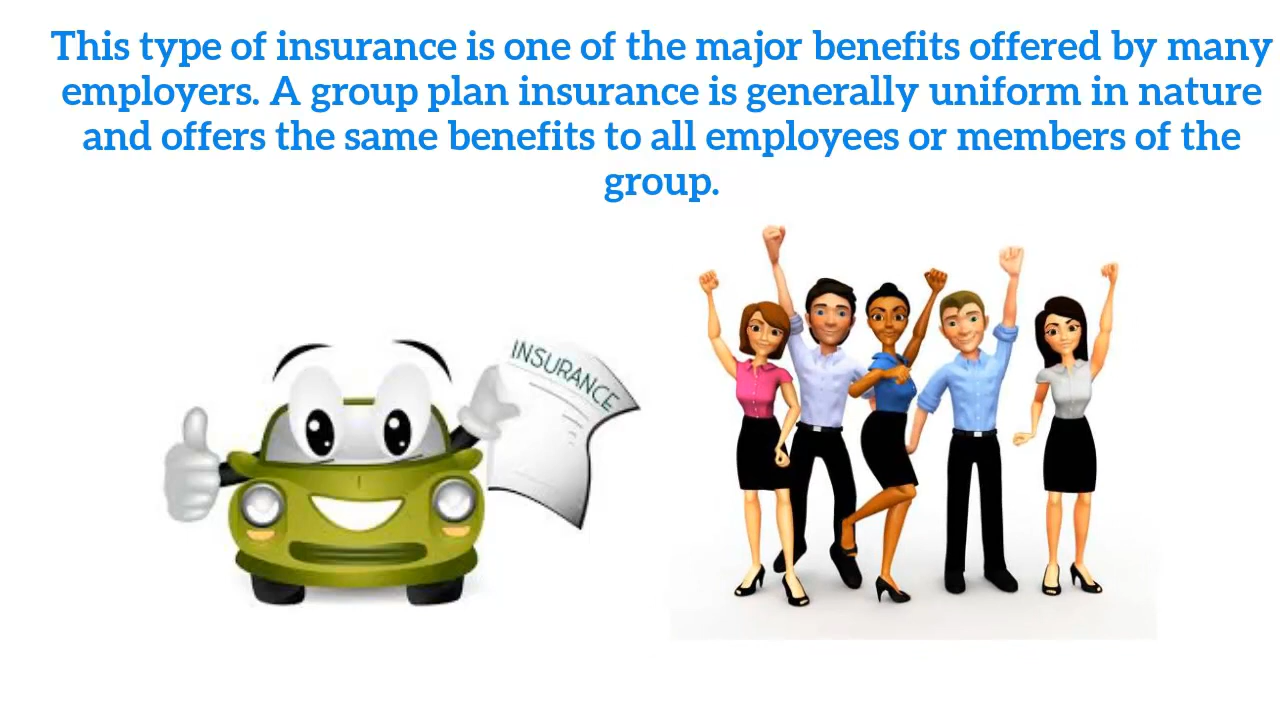 This type of insurance is one of the major benefits offered by many
employers. A group plan insurance is generally uniform in nature
and offers the same benefits to all employees or members of the
group.
INSURANCE